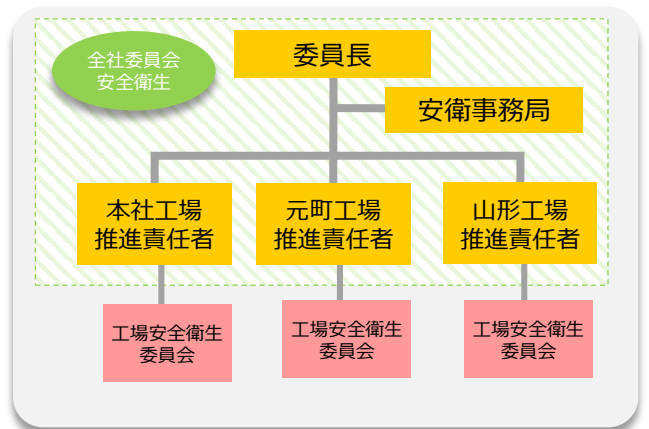 全社委員会
安全衛生
委員長
安衛事務局
本社工場
推進責任者
元町工場
推進責任者
山形工場
推進責任者
工場安全衛生
委員会
工場安全衛生
委員会
工場安全衛生
委員会